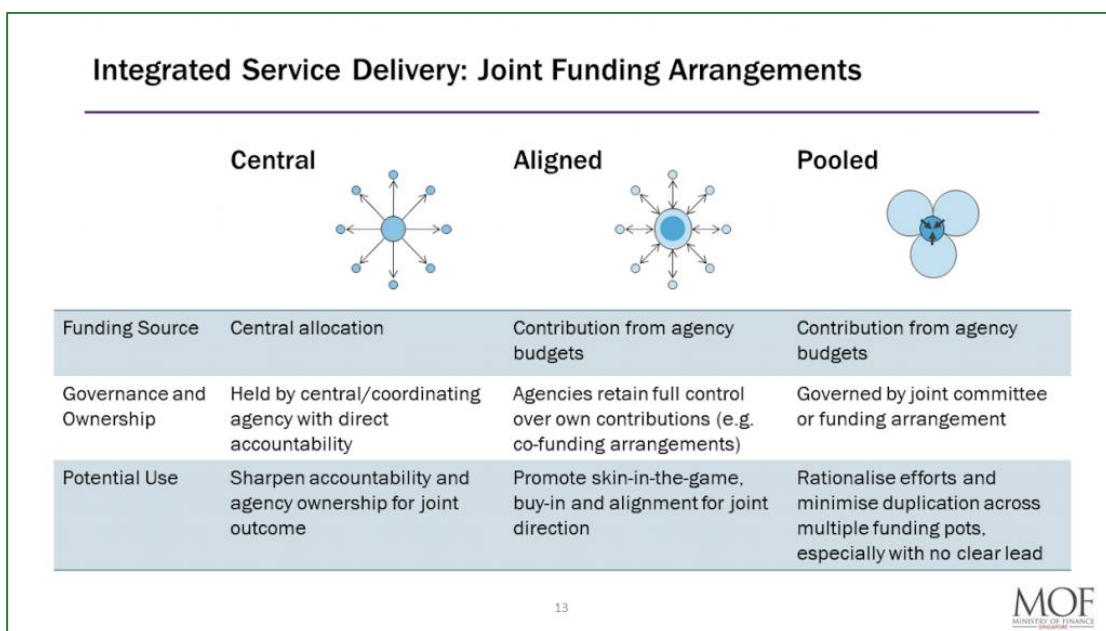 Integrated Service Delivery: Joint Funding Arrangements
Central
Aligned
Pooled
Funding Source
Central allocation
Contribution from agency
budgets
Contribution from agency
budgets
Governance and
Ownership
Held by central/coordinating
agency with direct
accountability
Agencies retain full control
over own contributions (e.g.
co-funding arrangements)
Governed by joint committee
or funding arrangement
Potential Use
Sharpen accountability and
agency ownership for joint
outcome
Promote skin-in-the-game,
buy-in and alignment for joint
direction
Rationalise efforts and
minimise duplication across
multiple funding pots,
especially with no clear lead
13
MOF
MINISTRY OF FINANCE
SINGAPORE